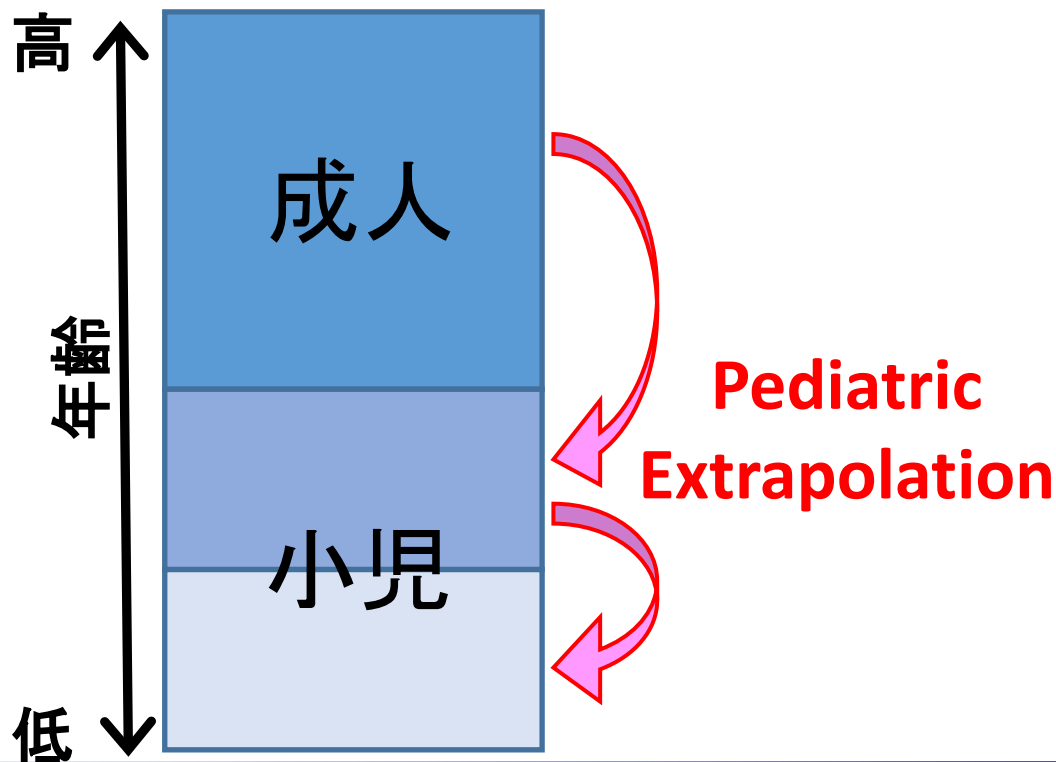 高
成人
年齢
Pediatric
Extrapolation
小児
低